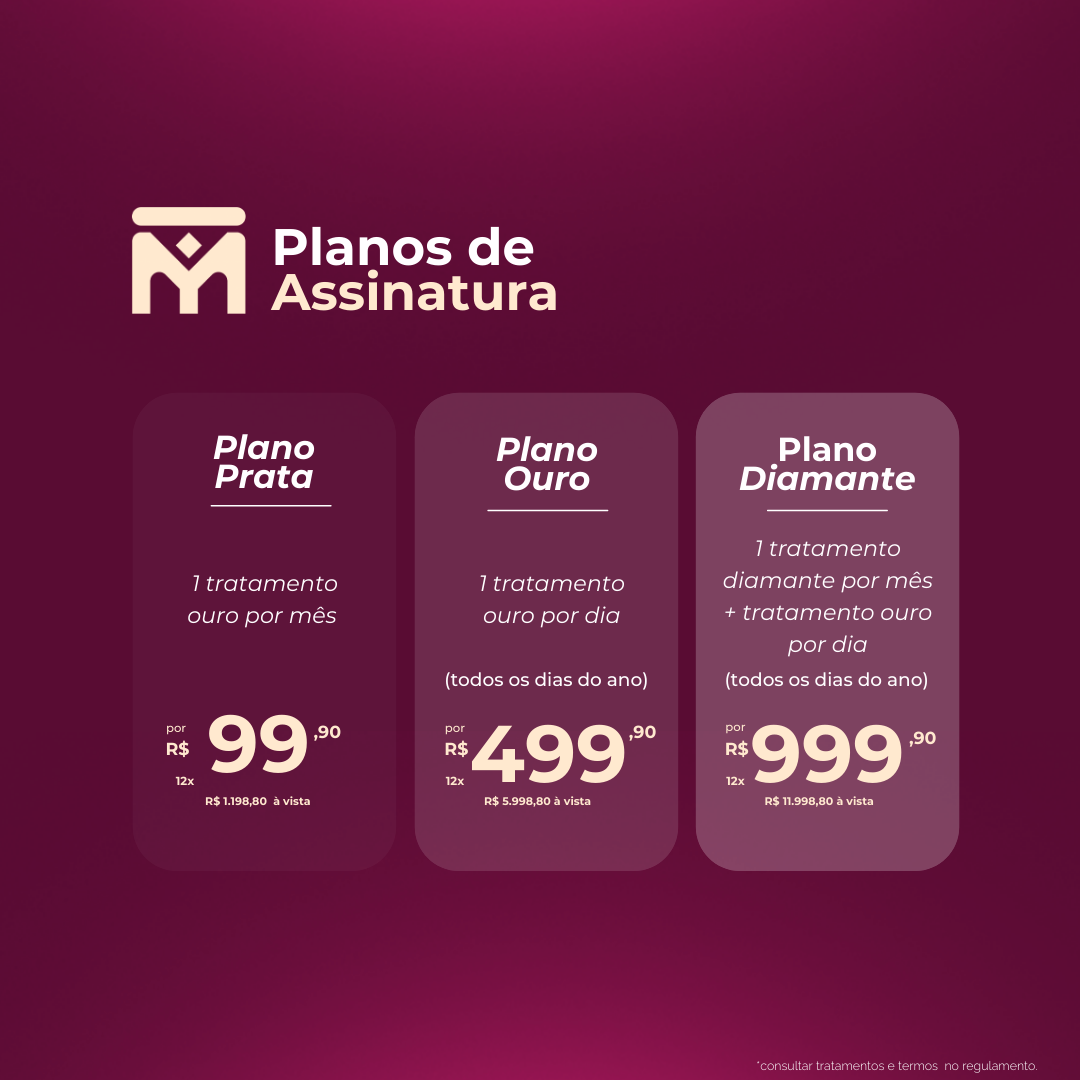 Planos de
Assinatura
Plano
Prata
1 tratamento
ouro por mês
por
R$ 99,90
12x
R$ 1.198,80 à vista
Plano
Ouro
1 tratamento
ouro por dia
(todos os dias do ano)
por
R$ 499,90
12x
R$ 5.998,80 à vista
Plano
Diamante
1 tratamento
diamante por mês
+ tratamento ouro
por dia
(todos os dias do ano)
por
R$ 999,90
12x
R$ 11.998,80 à vista
*consultar tratamentos e termos no regulamento.